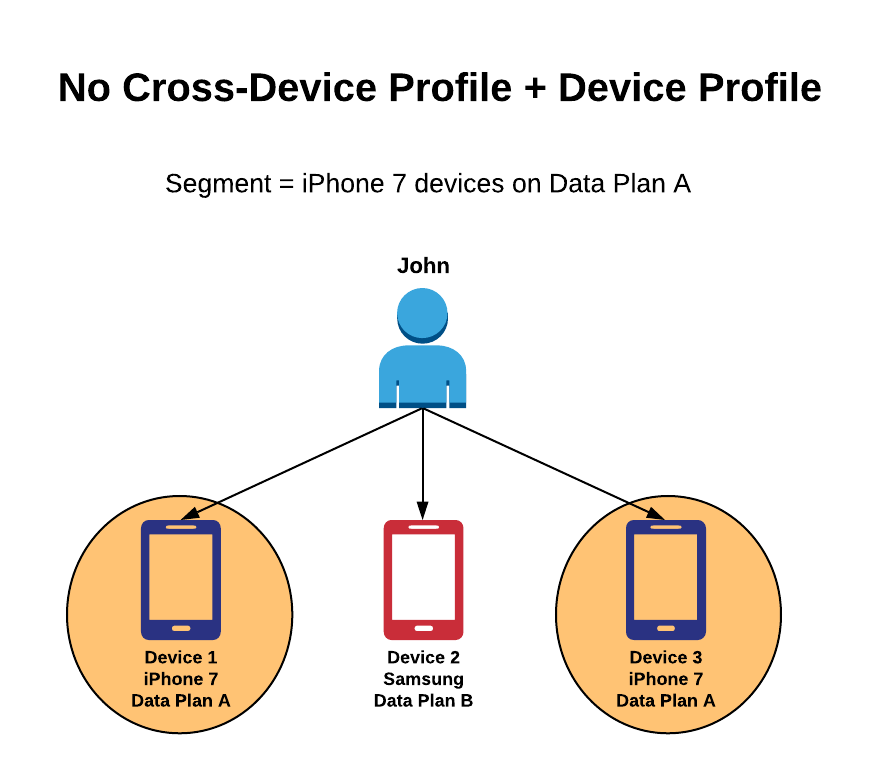 No Cross-Device Profile + Device Profile
Segment = iPhone 7 devices on Data Plan A
John
Device 1
iPhone 7
Data Plan A
Device 2
Samsung
Data Plan B
Device 3
iPhone 7
Data Plan A